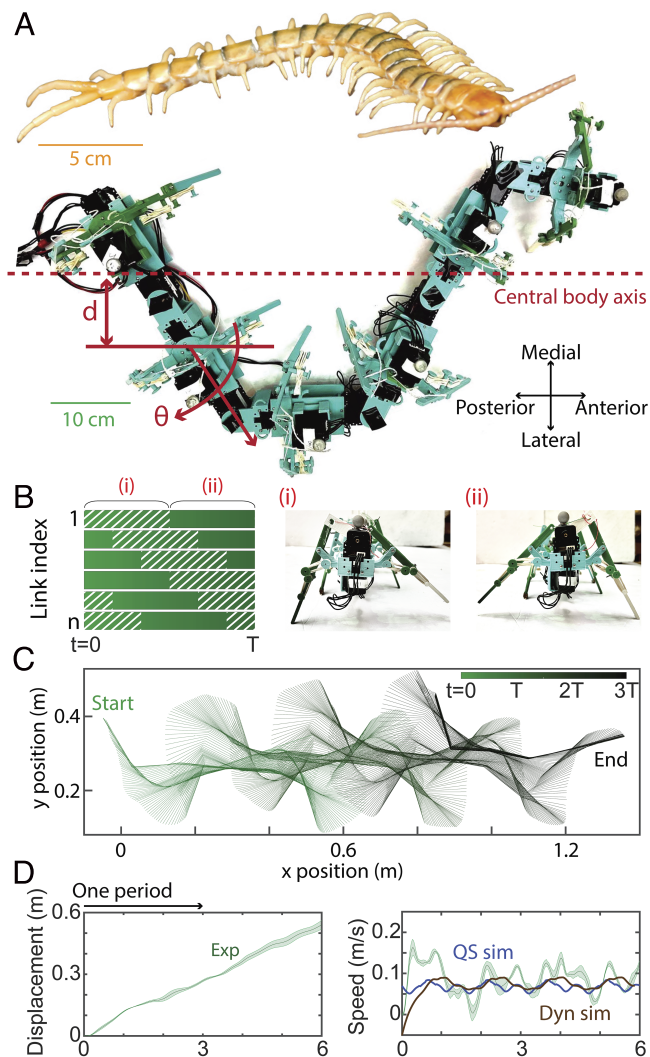 A
5 cm
Central body axis
d
θ
10 cm
Medial
Posterior
Anterior
Lateral
B
(i)
(ii)
(i)
(ii)
Link index
1
n
t=0
T
C
Start
t=0
T
2T
3T
End
y position (m)
0.4
0.2
0
0.6
1.2
x position (m)
D
One period
Displacement (m)
0.6
0.3
0
Exp
0
3
6
Speed (m/s)
0.2
0.1
0
QS sim
Dyn sim
0
3
6